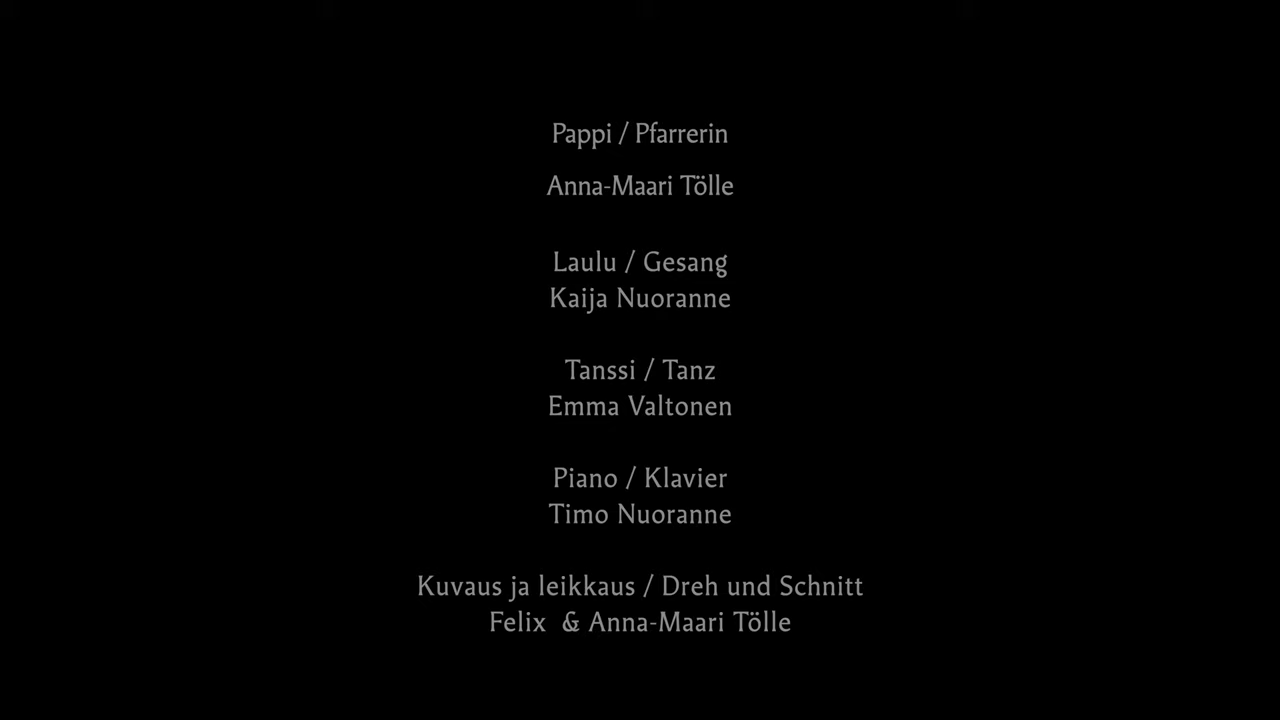 Pappi / Pfarrerin
Anna-Maari Tölle
Laulu / Gesang
Kaija Nuoranne
Tanssi / Tanz
Emma Valtonen
Piano / Klavier
Timo Nuoranne
Kuvaus ja leikkaus / Dreh und Schnitt
Felix & Anna-Maari Tölle